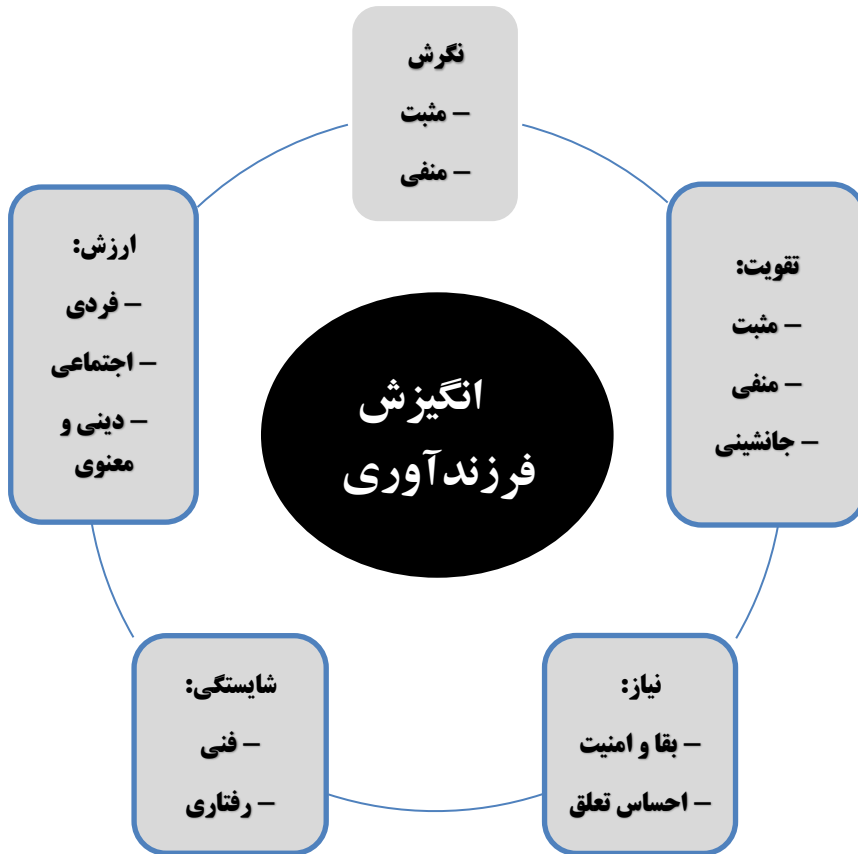 نگرش
– مثبت
– منفی
تقویت:
– مثبت
– منفی
– جانشینی
ارزش:
– فردی
– اجتماعی
– دینی و
معنوی
انگیزش
فرزندآوری
نیاز:
– بقا و امنیت
– احساس تعلق
شایستگی:
– فنی
– رفتاری